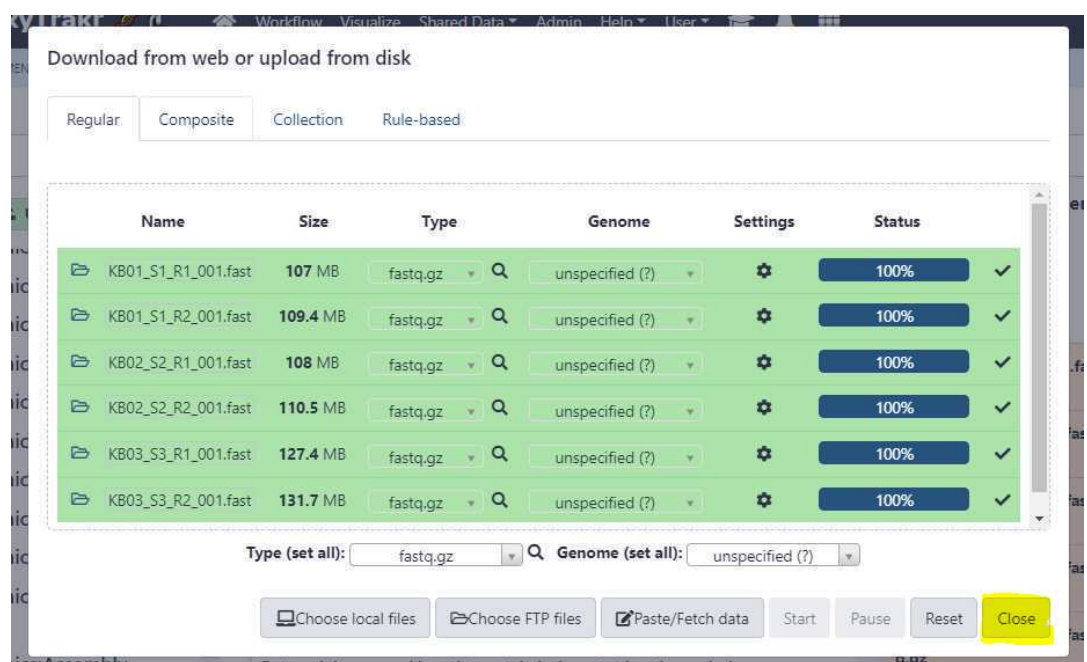 Workflow Visualize Shared Data Admin Help User
Download from web or upload from disk
Regular Composite Collection Rule-based
Name Size Type Genome Settings Status
KB01_S1_R1_001.fast 107 MB fastq.gz unspecified (?) 100%
KB01_S1_R2_001.fast 109.4 MB fastq.gz unspecified (?) 100%
KB02_S2_R1_001.fast 108 MB fastq.gz unspecified (?) 100%
KB02_S2_R2_001.fast 110.5 MB fastq.gz unspecified (?) 100%
KB03_S3_R1_001.fast 127.4 MB fastq.gz unspecified (?) 100%
KB03_S3_R2_001.fast 131.7 MB fastq.gz unspecified (?) 100%
Type (set all): fastq.gz Genome (set all): unspecified (?)
Choose local files Choose FTP files Paste/Fetch data Start Pause Reset Close